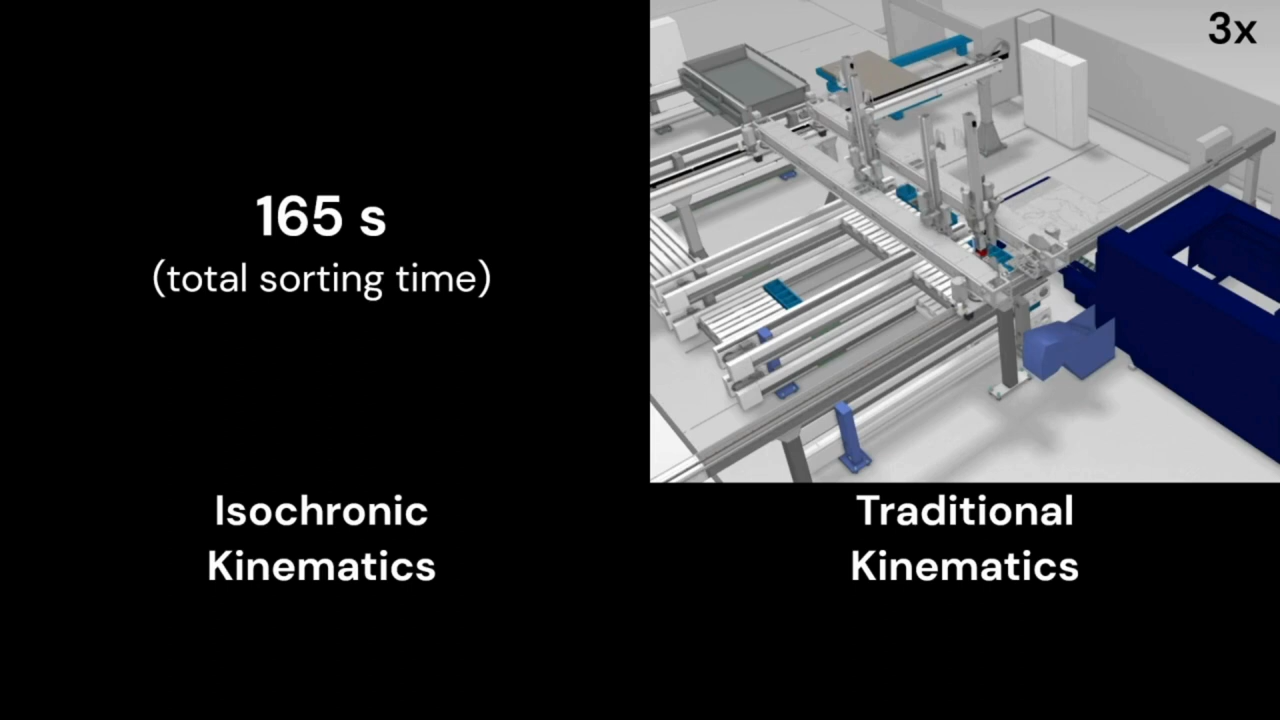 3x
165 s
(total sorting time)
Isochronic
Kinematics
Traditional
Kinematics